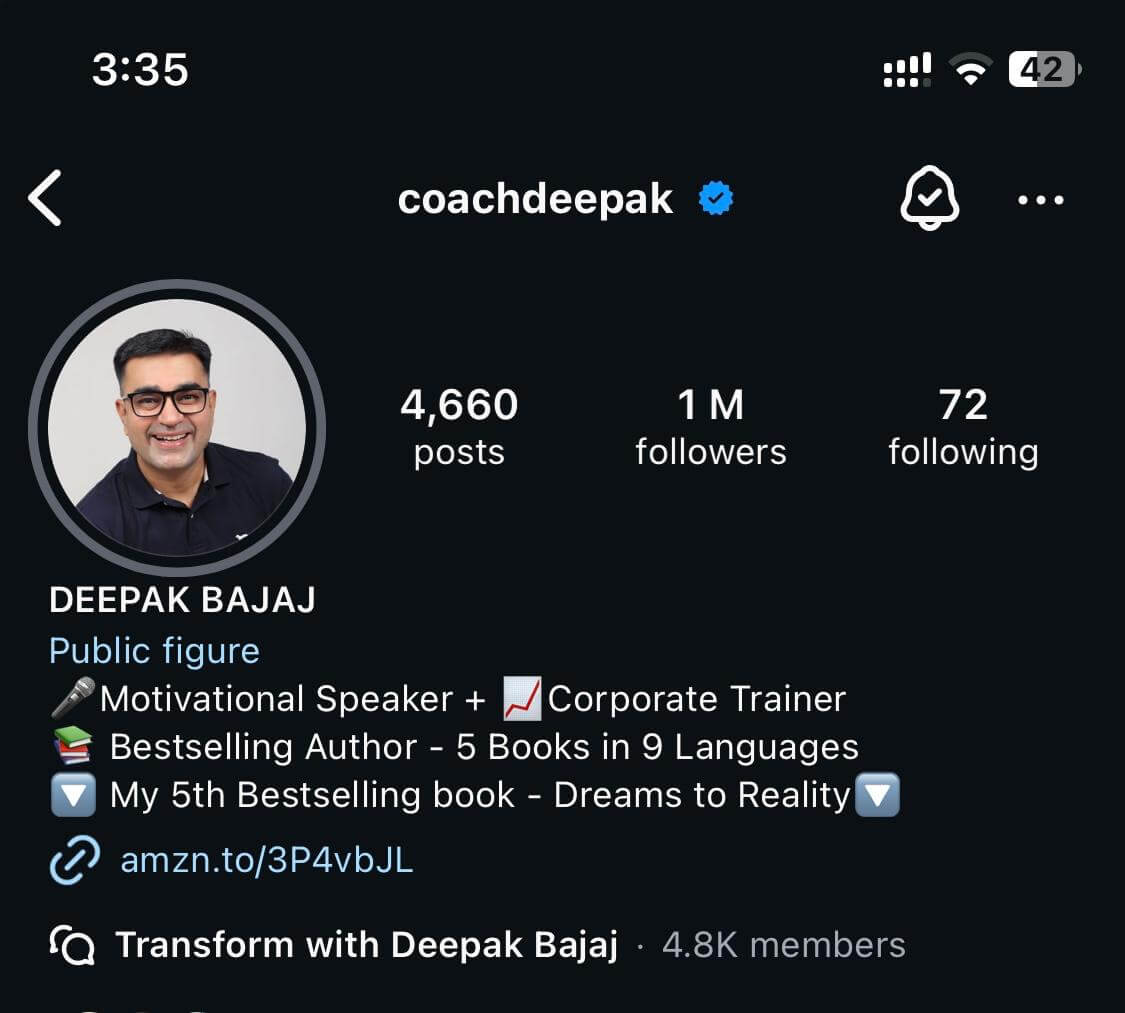 3:35
42
coachdeepak
4,660
posts
1 M
followers
72
following
DEEPAK BAJAJ
Public figure
🎤Motivational Speaker + 📈Corporate Trainer
📚 Bestselling Author - 5 Books in 9 Languages
🔽 My 5th Bestselling book - Dreams to Reality🔽
amzn.to/3P4vbJL
Transform with Deepak Bajaj · 4.8K members